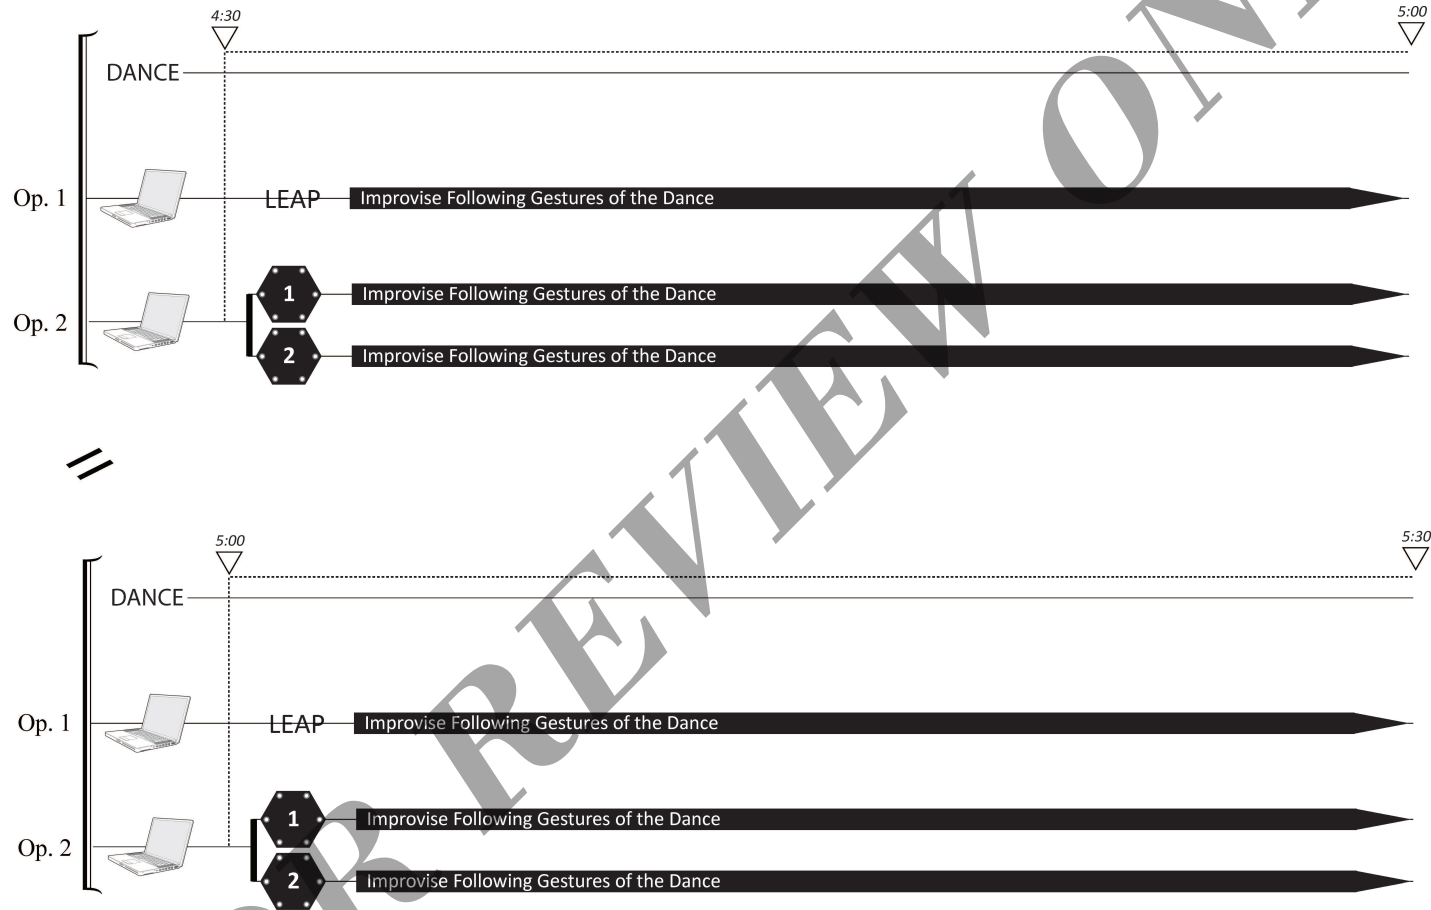 4:30 5:00
DANCE
Op. 1 LEAP Improvise Following Gestures of the Dance
1 Improvise Following Gestures of the Dance
Op. 2
2 Improvise Following Gestures of the Dance
5:00 5:30
DANCE
Op. 1 LEAP Improvise Following Gestures of the Dance
1 Improvise Following Gestures of the Dance
Op. 2
2 Improvise Following Gestures of the Dance
REVIEW